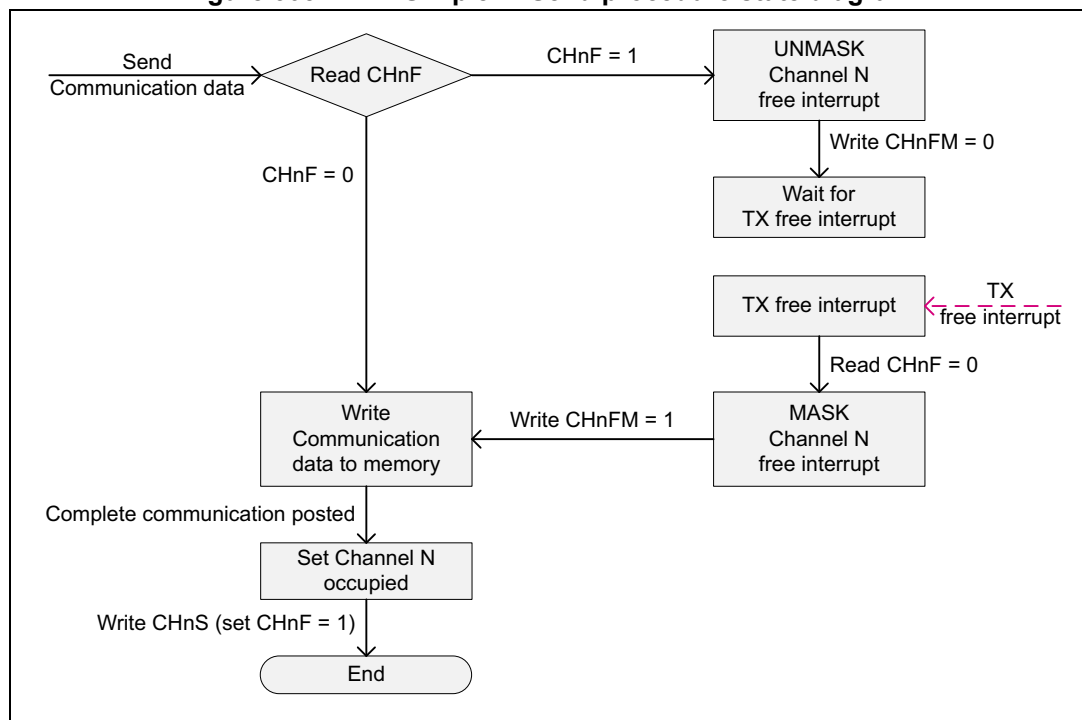 Send
Communication data
Read CHnF
CHnF = 1
UNMASK
Channel N
free interrupt
Write CHnFM = 0
CHnF = 0
Wait for
TX free interrupt
TX free interrupt
TX
free interrupt
Read CHnF = 0
Write
Communication
data to memory
Write CHnFM = 1
MASK
Channel N
free interrupt
Complete communication posted
Set Channel N
occupied
Write CHnS (set CHnF = 1)
End